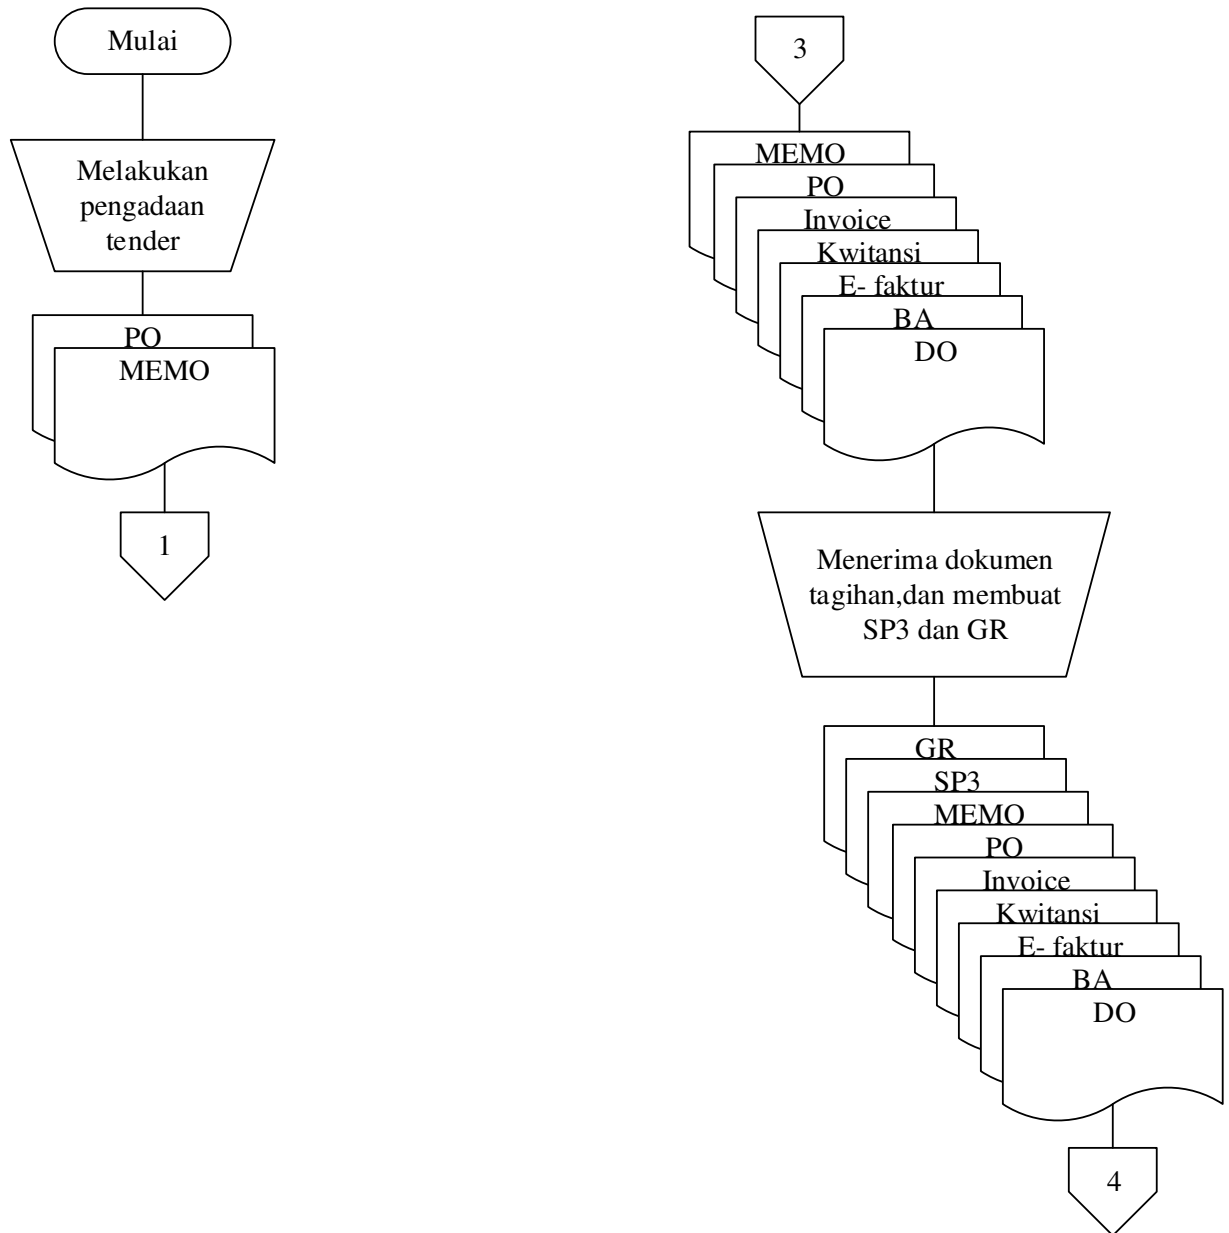 Mulai
Melakukan
pengadaan
tender
PO
MEMO
1
3
MEMO
PO
Invoice
Kwitansi
E- faktur
BA
DO
Menerima dokumen
tagihan,dan membuat
SP3 dan GR
GR
SP3
MEMO
PO
Invoice
Kwitansi
E- faktur
BA
DO
4